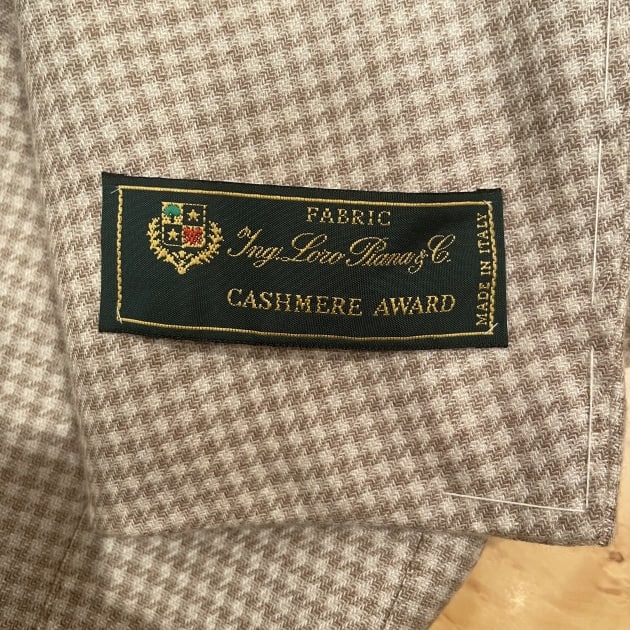 FABRIC
Ing. Loro Piana & C.
CASHMERE AWARD
MADE IN ITALY